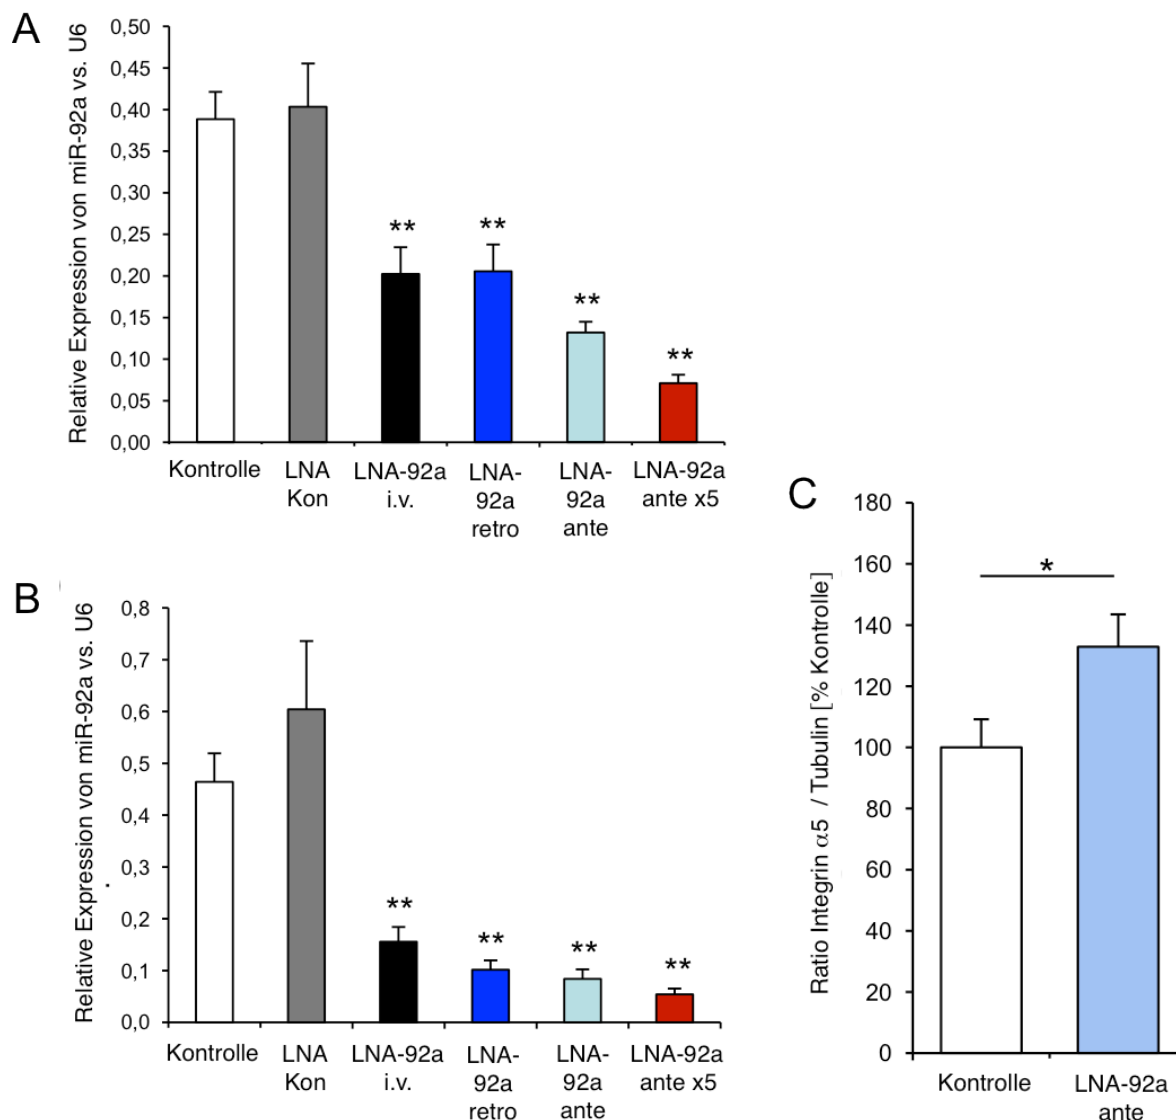 A
Relative Expression von miR-92a vs. U6
0,50
0,45
0,40
0,35
0,30
0,25
0,20
0,15
0,10
0,05
0,00
**
**
**
**
Kontrolle
LNA
Kon
LNA-92a
i.v.
LNA-
92a
retro
LNA-
92a
ante
LNA-92a
ante x5
B
Relative Expression von miR-92a vs. U6
0,8
0,7
0,6
0,5
0,4
0,3
0,2
0,1
0,0
**
**
**
**
Kontrolle
LNA
Kon
LNA-92a
i.v.
LNA-
92a
retro
LNA-
92a
ante
LNA-92a
ante x5
C
Ratio Integrin α5 / Tubulin [% Kontrolle]
180
160
140
120
100
80
60
40
20
0
*
Kontrolle
LNA-92a
ante